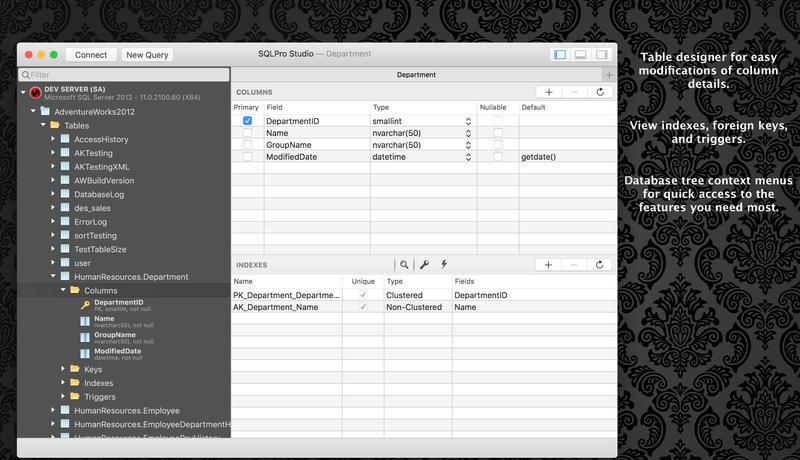 Connect
New Query
SQLPro Studio — Department
Filter
Department
DEV SERVER (SA)
Microsoft SQL Server 2012 - 11.0.2100.60 (X64)
AdventureWorks2012
Tables
AccessHistory
AKTesting
AKTestingXML
AWBuildVersion
DatabaseLog
des_sales
ErrorLog
sortTesting
TestTableSize
user
HumanResources.Department
Columns
DepartmentID
PK, smallint, not null
Name
nvarchar(50), not null
GroupName
nvarchar(50), not null
ModifiedDate
datetime, not null
Keys
Indexes
Triggers
HumanResources.Employee
HumanResources.EmployeeDepartmentH
COLUMNS
Primary Field Type Nullable Default
DepartmentID smallint
Name nvarchar(50)
GroupName nvarchar(50)
ModifiedDate datetime getdate()
INDEXES
Name Unique Type Fields
PK_Department_Departme... Clustered DepartmentID
AK_Department_Name Non-Clustered Name
Table designer for easy
modifications of column
details.
View indexes, foreign keys,
and triggers.
Database tree context menus
for quick access to the
features you need most.